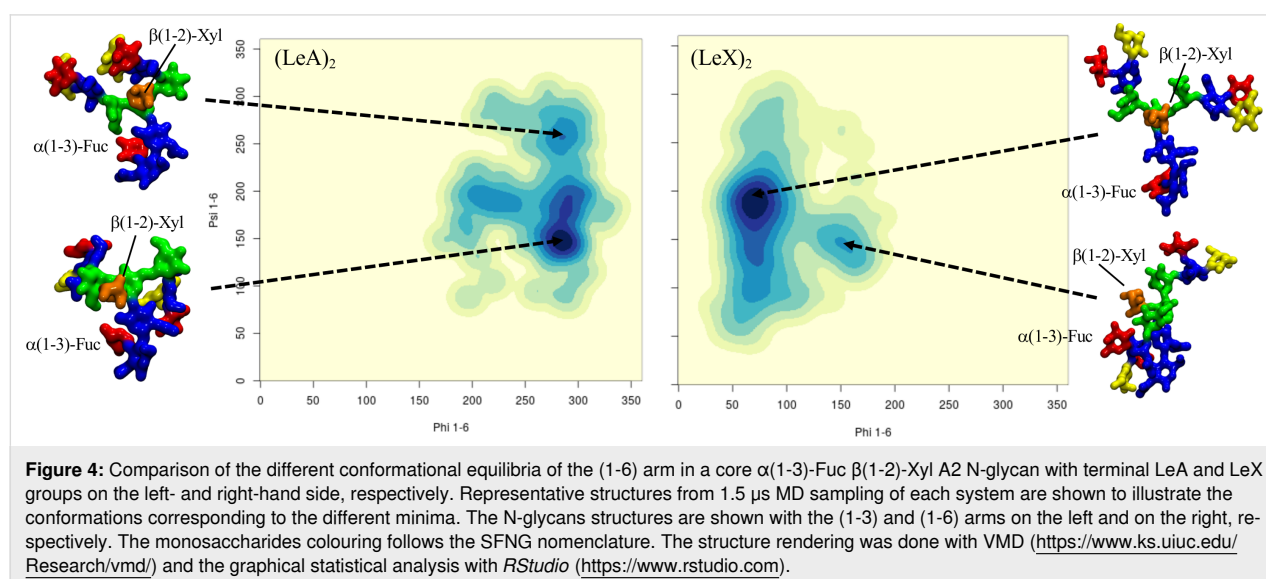 β(1-2)-Xyl
α(1-3)-Fuc
β(1-2)-Xyl
α(1-3)-Fuc
(LeA)2
Psi 1-6
350
300
250
200
150
100
50
0
0 50 100 150 200 250 300 350
Phi 1-6
(LeX)2
0 50 100 150 200 250 300 350
Phi 1-6
β(1-2)-Xyl
α(1-3)-Fuc
β(1-2)-Xyl
α(1-3)-Fuc
Figure 4: Comparison of the different conformational equilibria of the (1-6) arm in a core α(1-3)-Fuc β(1-2)-Xyl A2 N-glycan with terminal LeA and LeX
groups on the left- and right-hand side, respectively. Representative structures from 1.5 μs MD sampling of each system are shown to illustrate the
conformations corresponding to the different minima. The N-glycans structures are shown with the (1-3) and (1-6) arms on the left and on the right, re-
spectively. The monosaccharides colouring follows the SFNG nomenclature. The structure rendering was done with VMD (https://www.ks.uiuc.edu/
Research/vmd/) and the graphical statistical analysis with RStudio (https://www.rstudio.com).